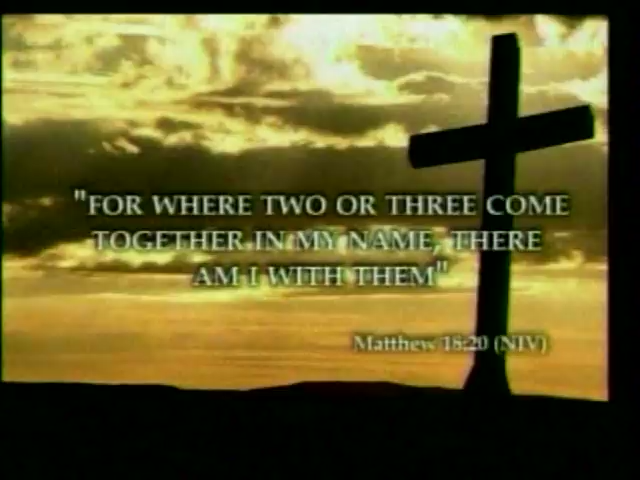 "FOR WHERE TWO OR THREE COME
TOGETHER IN MY NAME, THERE
AM I WITH THEM"
Matthew 18:20 (NIV)